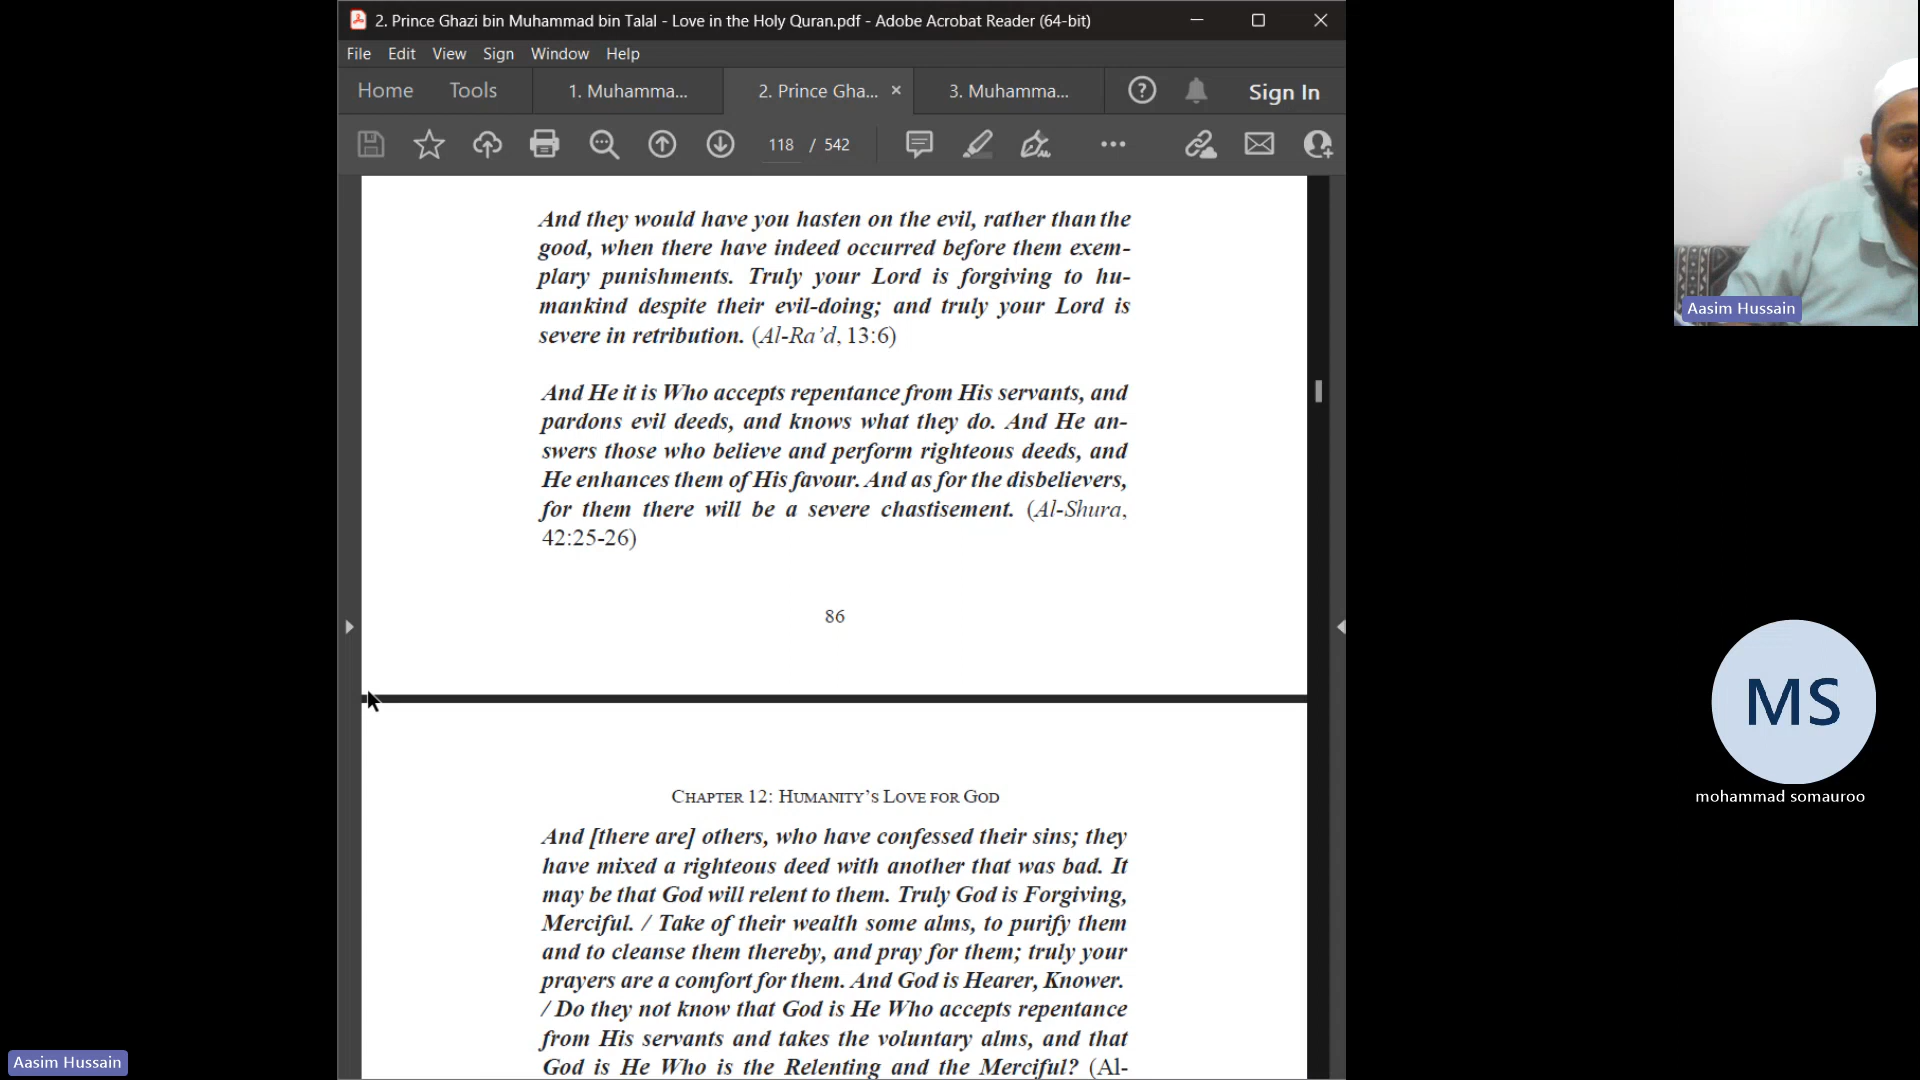 2. Prince Ghazi bin Muhammad bin Talal - Love in the Holy Quran.pdf - Adobe Acrobat Reader (64-bit)
File Edit View Sign Window Help
Home Tools 1. Muhamma... 2. Prince Gha... × 3. Muhamma... Sign In
118 / 542
And they would have you hasten on the evil, rather than the
good, when there have indeed occurred before them exem-
plary punishments. Truly your Lord is forgiving to hu-
mankind despite their evil-doing; and truly your Lord is
severe in retribution. (Al-Ra’d, 13:6)
And He it is Who accepts repentance from His servants, and
pardons evil deeds, and knows what they do. And He an-
swers those who believe and perform righteous deeds, and
He enhances them of His favour. And as for the disbelievers,
for them there will be a severe chastisement. (Al-Shura,
42:25-26)
86
Chapter 12: Humanity’s Love for God
And [there are] others, who have confessed their sins; they
have mixed a righteous deed with another that was bad. It
may be that God will relent to them. Truly God is Forgiving,
Merciful. / Take of their wealth some alms, to purify them
and to cleanse them thereby, and pray for them; truly your
prayers are a comfort for them. And God is Hearer, Knower.
/ Do they not know that God is He Who accepts repentance
from His servants and takes the voluntary alms, and that
God is He Who is the Relenting and the Merciful? (Al-
Aasim Hussain
MS
mohammad somauroo
Aasim Hussain